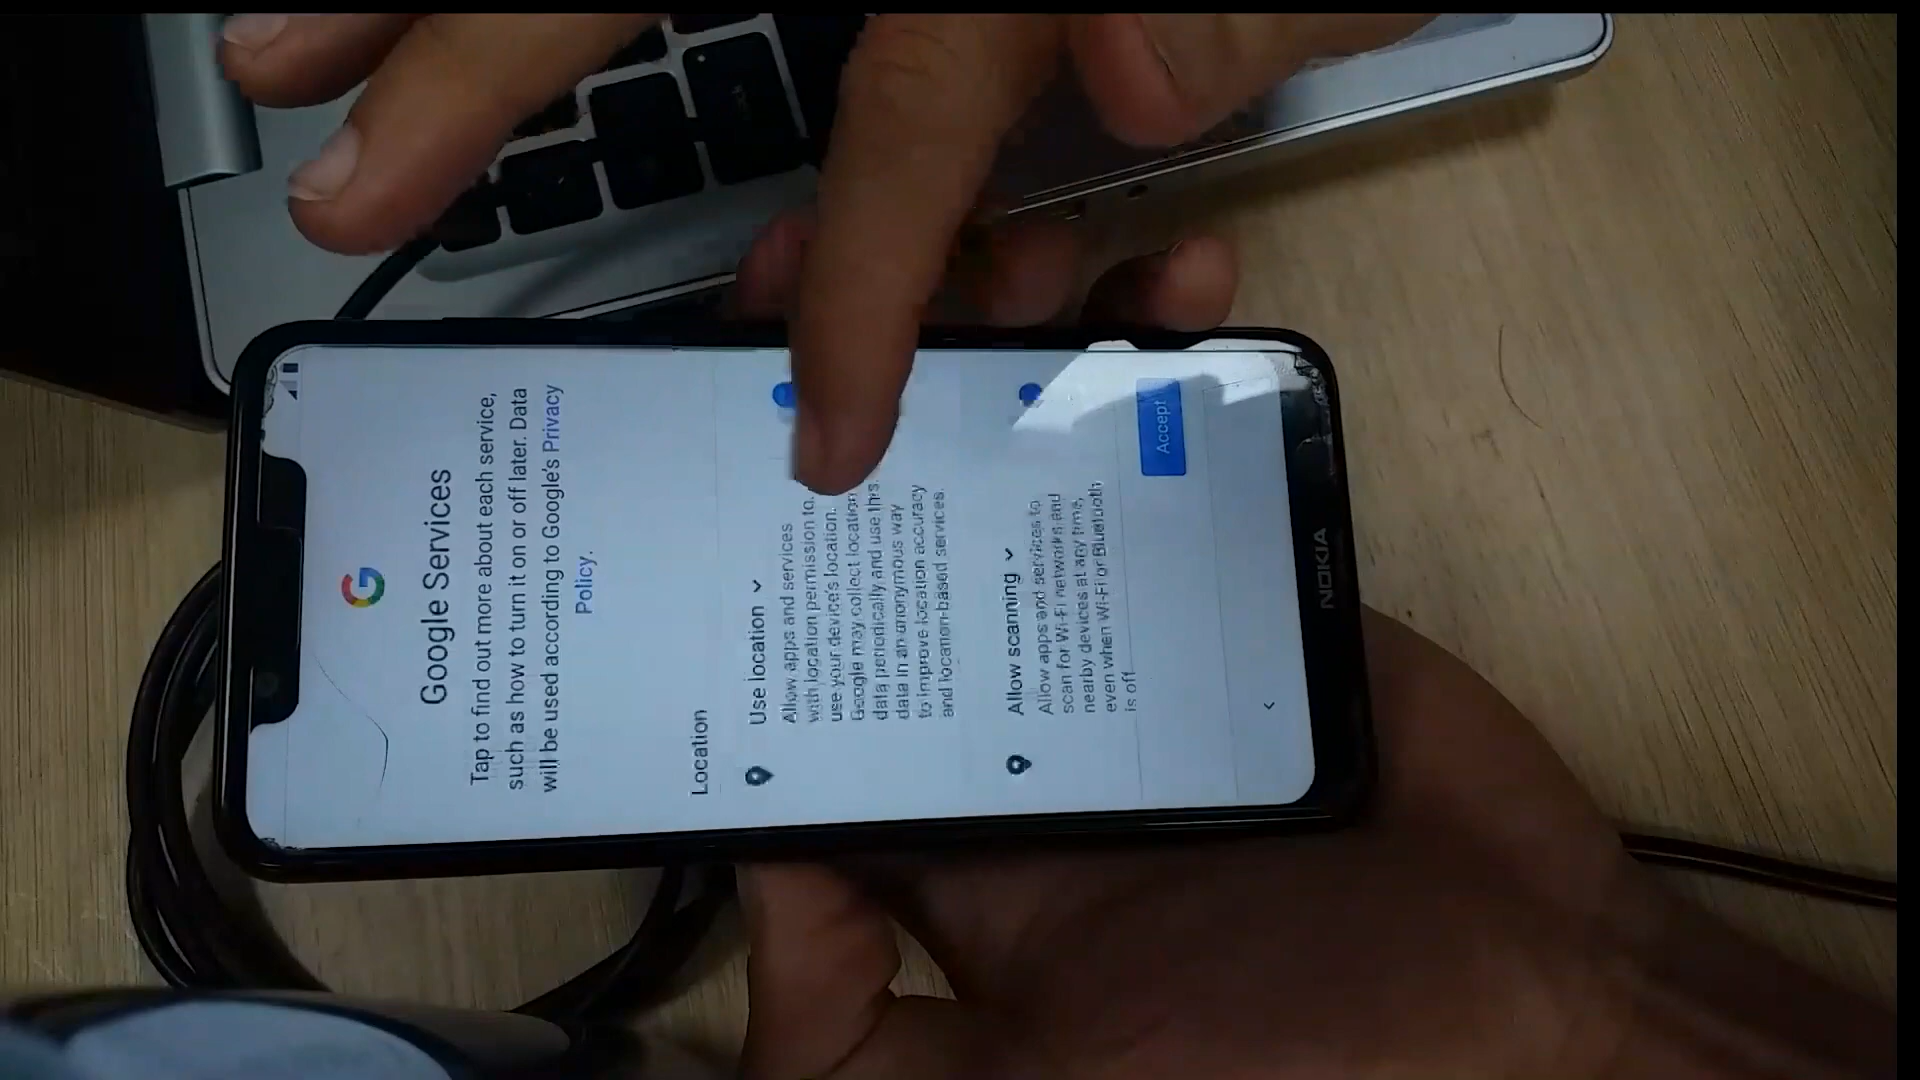 Google Services
Tap to find out more about each service,
such as how to turn it on or off later. Data
will be used according to Google's Privacy
Policy.
Location
Use location
Allow apps and services
with location permission to
use your device's location.
Google may collect location
data periodically and use this
data in an anonymous way
to improve location accuracy
and location-based services.
Allow scanning
Allow apps and services to
scan for Wi-Fi networks and
nearby devices at any time,
even when Wi-Fi or Bluetooth
is off.
Accept
NOKIA